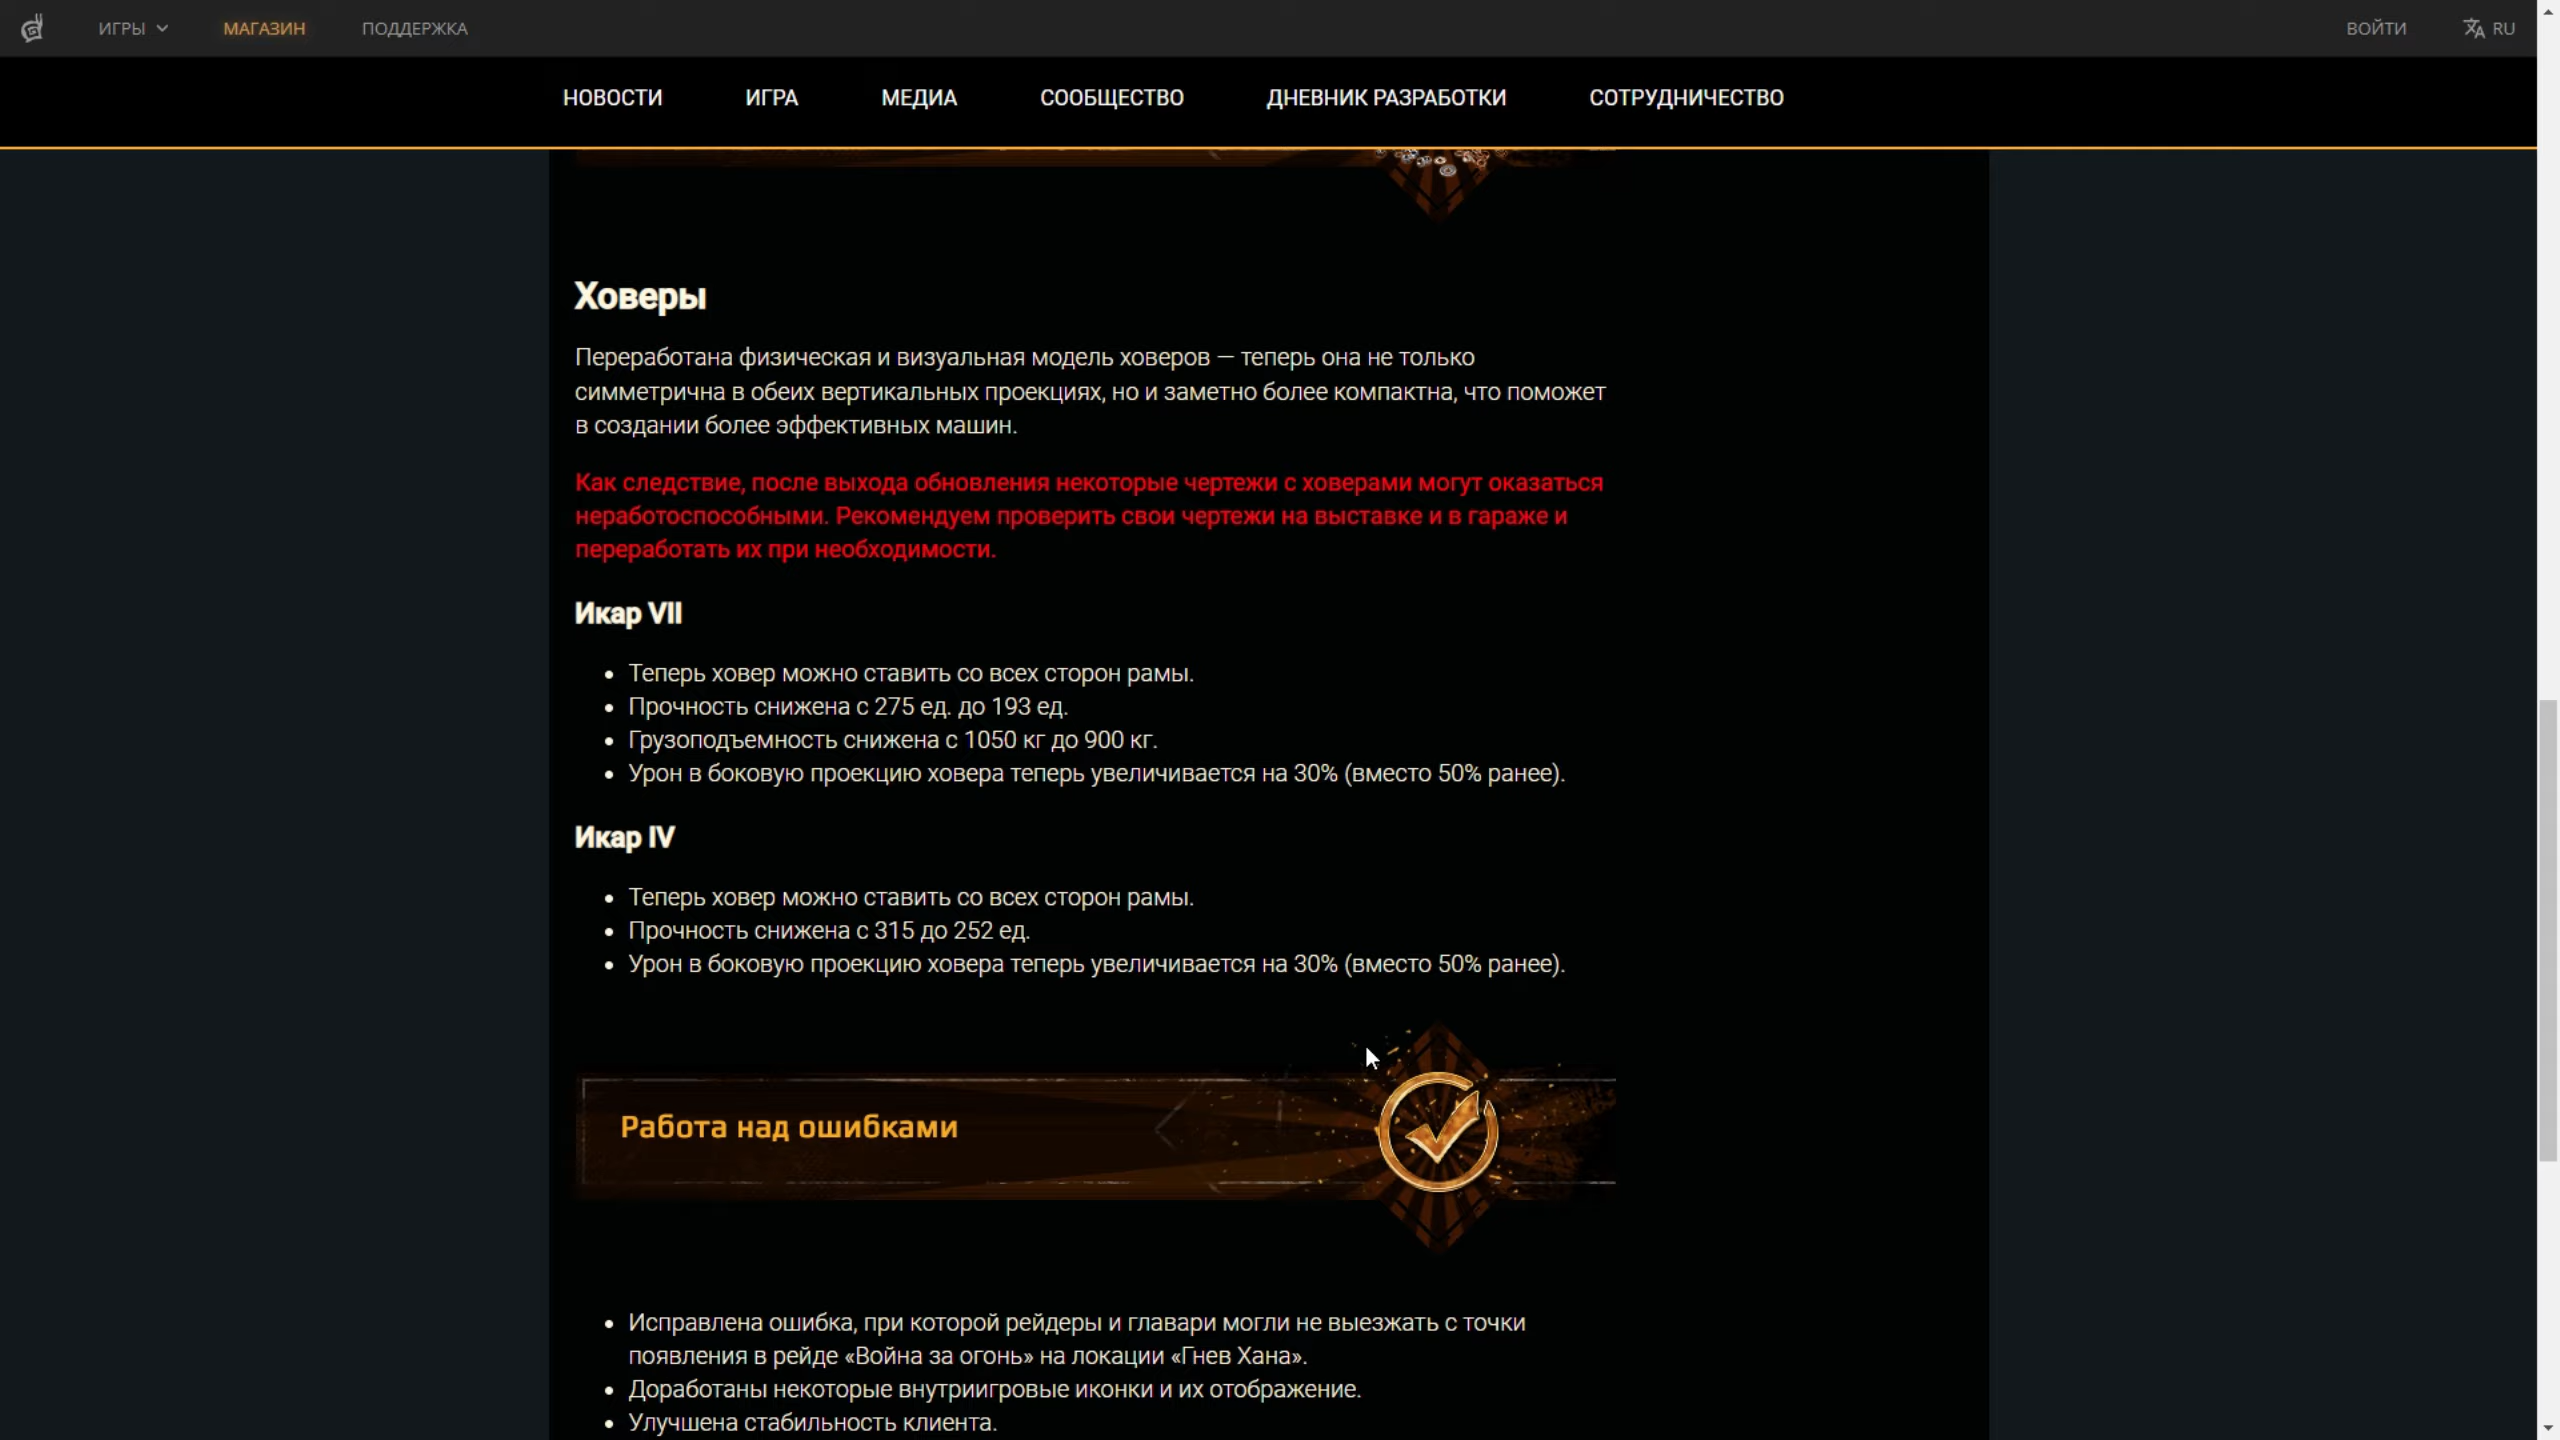 ИГРЫ МАГАЗИН ПОДДЕРЖКА ВОЙТИ RU
НОВОСТИ ИГРА МЕДИА СООБЩЕСТВО ДНЕВНИК РАЗРАБОТКИ СОТРУДНИЧЕСТВО
Ховеры
Переработана физическая и визуальная модель ховеров — теперь она не только
симметрична в обеих вертикальных проекциях, но и заметно более компактна, что поможет
в создании более эффективных машин.
Как следствие, после выхода обновления некоторые чертежи с ховерами могут оказаться
неработоспособными. Рекомендуем проверить свои чертежи на выставке и в гараже и
переработать их при необходимости.
Икар VII
• Теперь ховер можно ставить со всех сторон рамы.
• Прочность снижена с 275 ед. до 193 ед.
• Грузоподъемность снижена с 1050 кг до 900 кг.
• Урон в боковую проекцию ховера теперь увеличивается на 30% (вместо 50% ранее).
Икар IV
• Теперь ховер можно ставить со всех сторон рамы.
• Прочность снижена с 315 до 252 ед.
• Урон в боковую проекцию ховера теперь увеличивается на 30% (вместо 50% ранее).
Работа над ошибками
• Исправлена ошибка, при которой рейдеры и главари могли не выезжать с точки
появления в рейде «Война за огонь» на локации «Гнев Хана».
• Доработаны некоторые внутриигровые иконки и их отображение.
• Улучшена стабильность клиента.